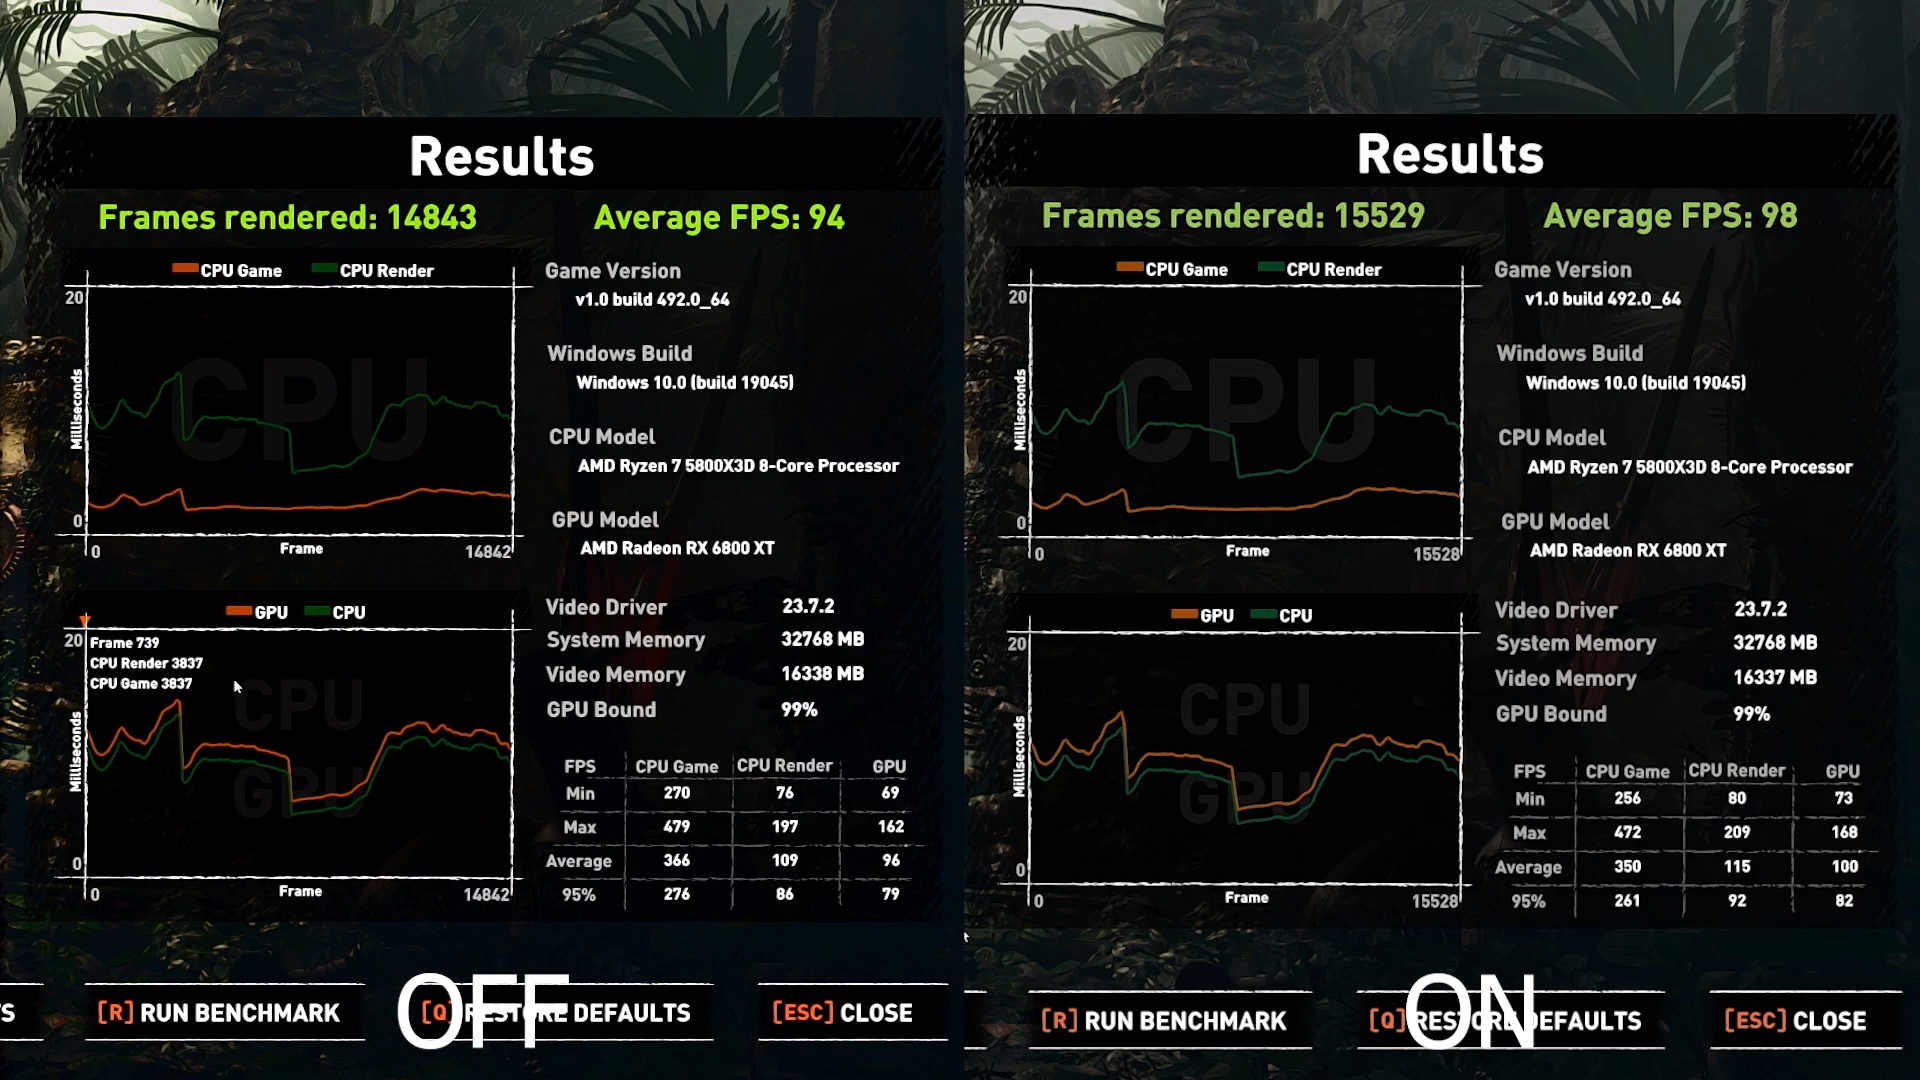 Results
Frames rendered: 14843
Average FPS: 94
CPU Game
CPU Render
20
CPU
Milliseconds
0
0
Frame
14842
GPU
CPU
20
Frame 739
CPU Render 3837
CPU Game 3837
CPU
GPU
Milliseconds
0
0
Frame
14842
Game Version
v1.0 build 492.0_64
Windows Build
Windows 10.0 (build 19045)
CPU Model
AMD Ryzen 7 5800X3D 8-Core Processor
GPU Model
AMD Radeon RX 6800 XT
Video Driver 23.7.2
System Memory 32768 MB
Video Memory 16338 MB
GPU Bound 99%
FPS CPU Game CPU Render GPU
Min 270 76 69
Max 479 197 162
Average 366 109 96
95% 276 86 79
S
[R] RUN BENCHMARK
[Q] RESTORE DEFAULTS
[ESC] CLOSE
OFF
Results
Frames rendered: 15529
Average FPS: 98
CPU Game
CPU Render
20
CPU
Milliseconds
0
0
Frame
15528
GPU
CPU
20
CPU
GPU
Milliseconds
0
0
Frame
15528
Game Version
v1.0 build 492.0_64
Windows Build
Windows 10.0 (build 19045)
CPU Model
AMD Ryzen 7 5800X3D 8-Core Processor
GPU Model
AMD Radeon RX 6800 XT
Video Driver 23.7.2
System Memory 32768 MB
Video Memory 16337 MB
GPU Bound 99%
FPS CPU Game CPU Render GPU
Min 256 80 73
Max 472 209 168
Average 350 115 100
95% 261 92 82
[R] RUN BENCHMARK
[Q] RESTORE DEFAULTS
[ESC] CLOSE
ON